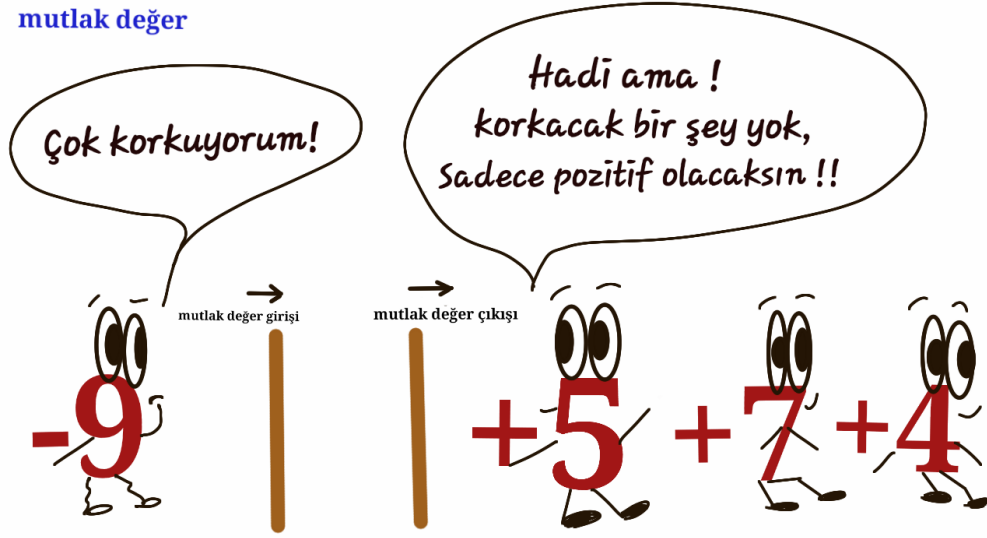 mutlak değer
Çok korkuyorum!
Hadi ama !
korkacak bir şey yok,
Sadece pozitif olacaksın !!
mutlak değer girişi
mutlak değer çıkışı
-9
+5 +7 +4